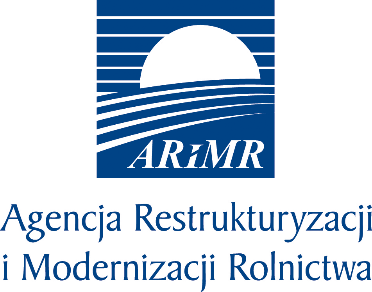 ARiMR
Agencja Restrukturyzacji
i Modernizacji Rolnictwa